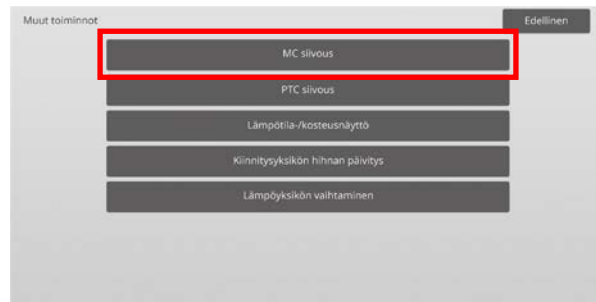 Muut toiminnot
Edellinen
MC siivous
PTC siivous
Lämpötila-/kosteusnäyttö
Kiinnitysyksikön hihnan päivitys
Lämpöyksikön vaihtaminen